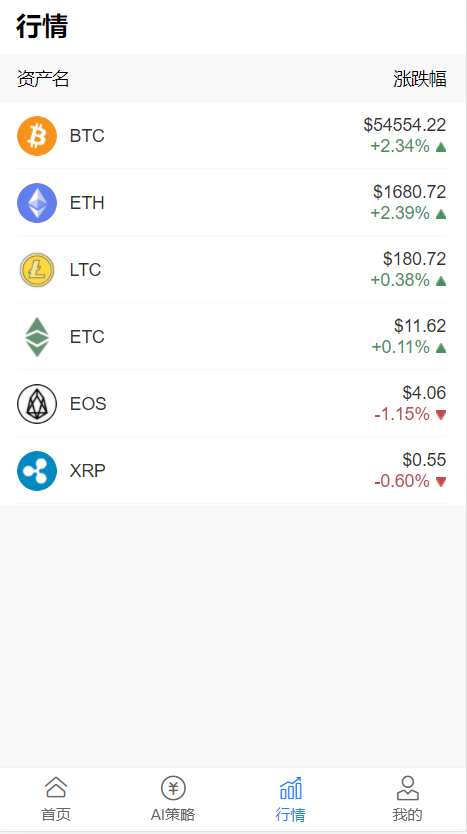 行情
资产名 涨跌幅
BTC $54554.22
+2.34%
ETH $1680.72
+2.39%
LTC $180.72
+0.38%
ETC $11.62
+0.11%
EOS $4.06
-1.15%
XRP $0.55
-0.60%
首页 AI策略 行情 我的